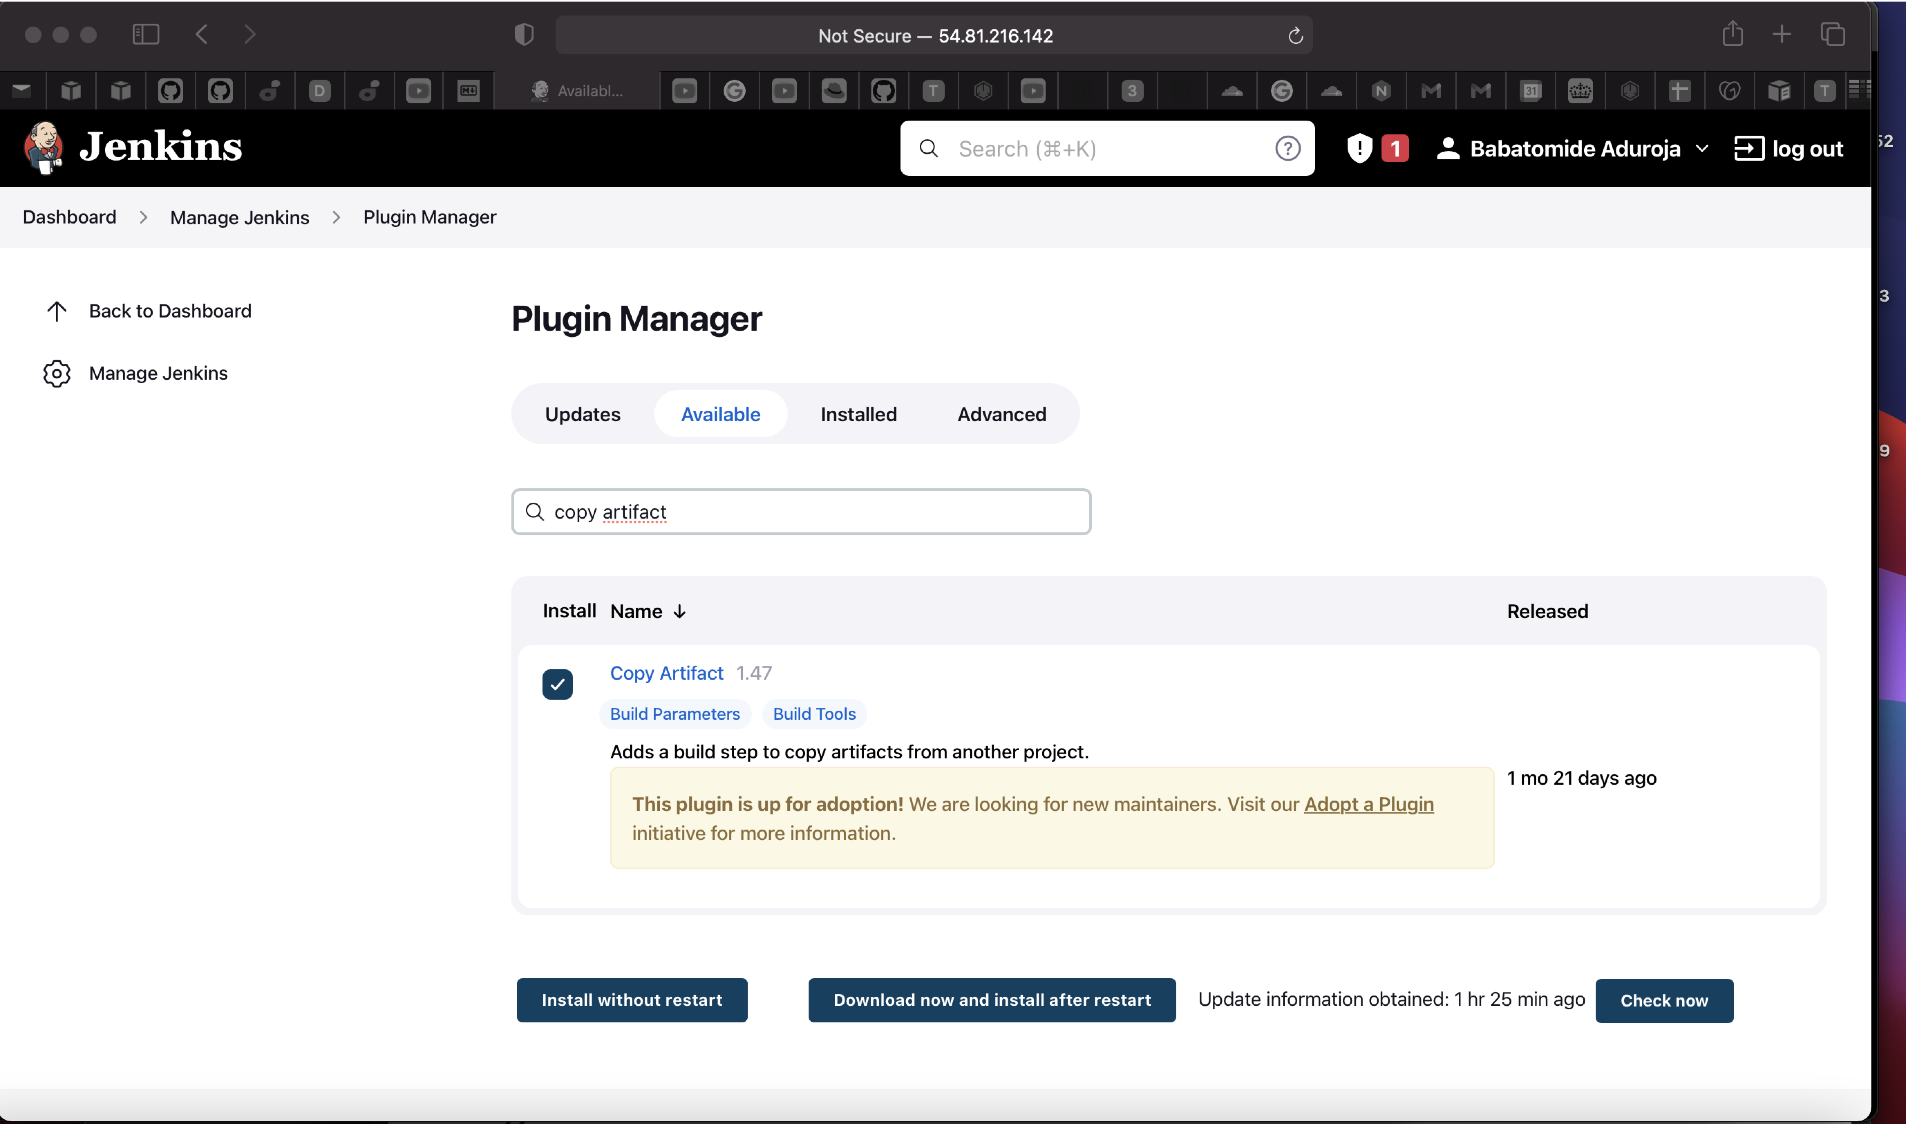 Not Secure — 54.81.216.142
D
Availabl...
T
3
N
31
T
Jenkins
Search (⌘+K)
?
! 1
Babatomide Aduroja
log out
52
Dashboard > Manage Jenkins > Plugin Manager
Back to Dashboard
3
Plugin Manager
Manage Jenkins
Updates
Available
Installed
Advanced
9
copy artifact
Install Name ↓
Released
Copy Artifact 1.47
Build Parameters
Build Tools
Adds a build step to copy artifacts from another project.
1 mo 21 days ago
This plugin is up for adoption! We are looking for new maintainers. Visit our Adopt a Plugin
initiative for more information.
Install without restart
Download now and install after restart
Update information obtained: 1 hr 25 min ago
Check now